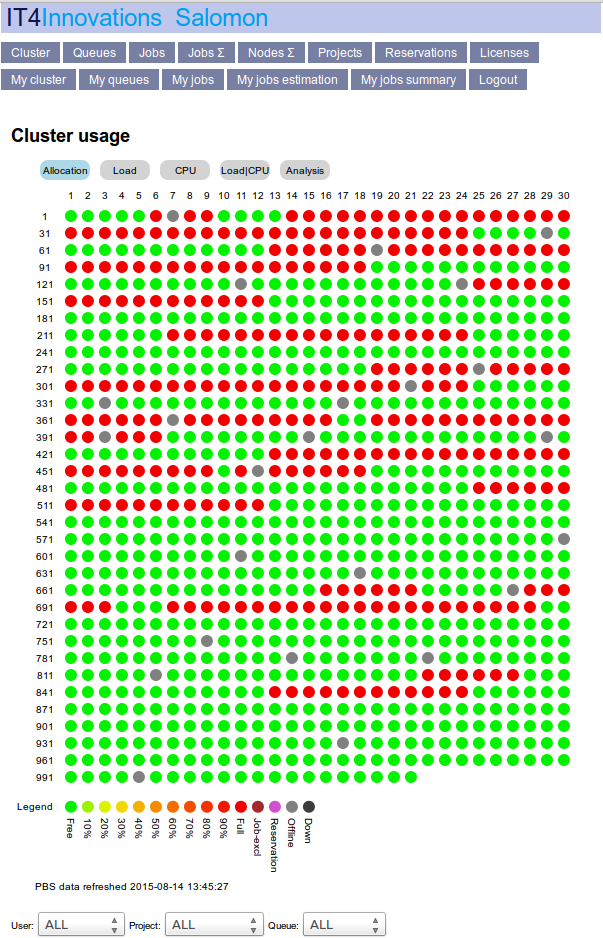 IT4Innovations Salomon
Cluster Queues Jobs Jobs Σ Nodes Σ Projects Reservations Licenses
My cluster My queues My jobs My jobs estimation My jobs summary Logout
Cluster usage
Allocation Load CPU Load|CPU Analysis
1 2 3 4 5 6 7 8 9 10 11 12 13 14 15 16 17 18 19 20 21 22 23 24 25 26 27 28 29 30
1
31
61
91
121
151
181
211
241
271
301
331
361
391
421
451
481
511
541
571
601
631
661
691
721
751
781
811
841
871
901
931
961
991
Legend
Free
10%
20%
30%
40%
50%
60%
70%
80%
90%
Full
Job-excl
Reservation
Offline
Down
PBS data refreshed 2015-08-14 13:45:27
User: ALL Project: ALL Queue: ALL